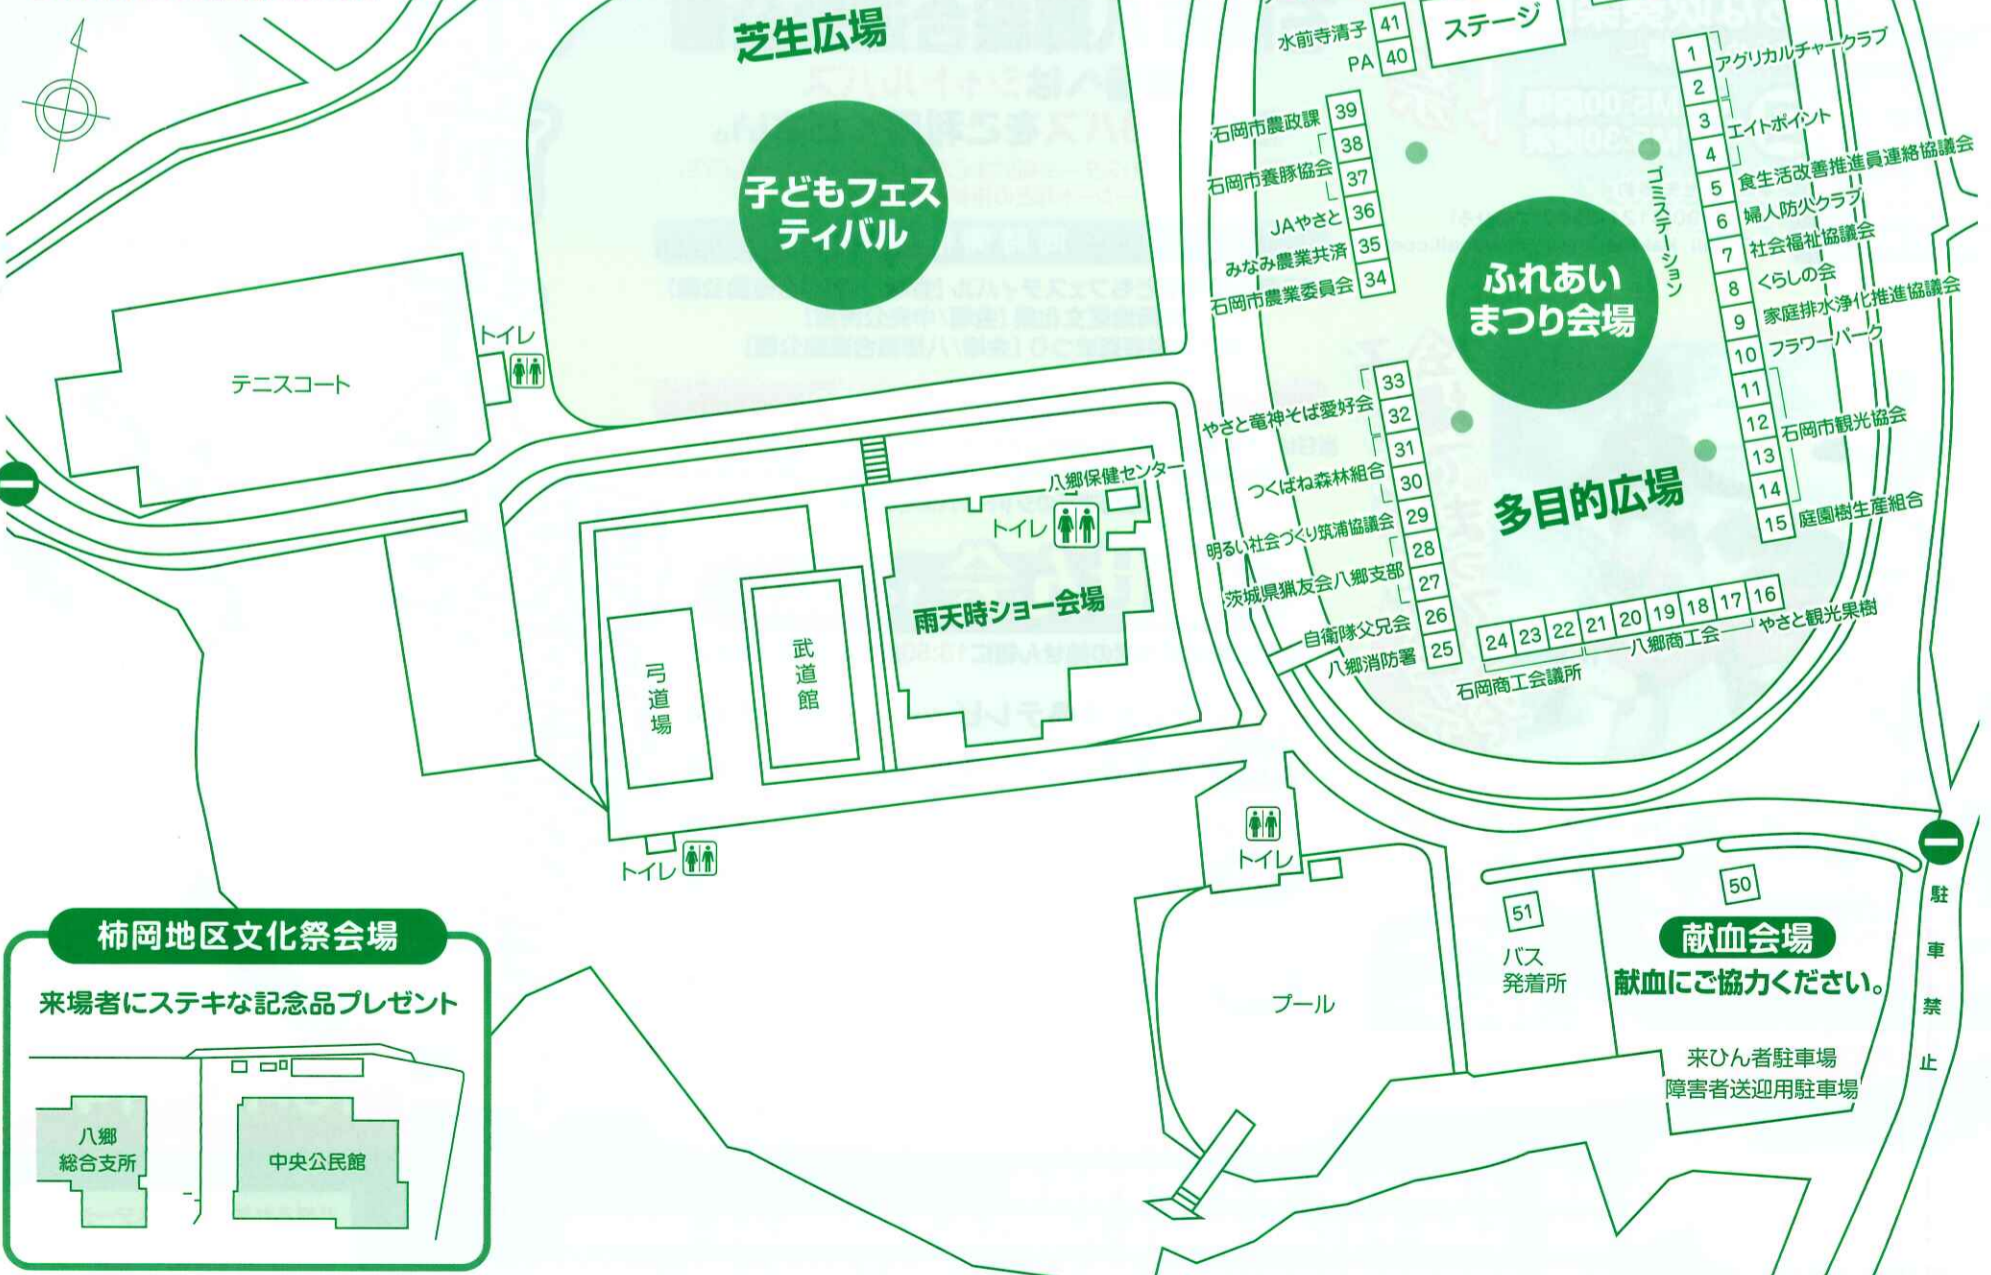 芝生広場
子どもフェス
ティバル
テニスコート
トイレ
八郷保健センター
トイレ
雨天時ショー会場
武道館
弓道場
トイレ
水前寺清子
41
PA
40
ステージ
石岡市農政課
39
38
石岡市養豚協会
37
JAやさと
36
みなみ農業共済
35
石岡市農業委員会
34
33
やさと竜神そば愛好会
32
31
つくばね森林組合
30
明るい社会づくり筑浦協議会
29
28
茨城県猟友会八郷支部
27
自衛隊父兄会
26
八郷消防署
25
ゴミステイション
ふれあい
まつり会場
多目的広場
1
アグリカルチャークラブ
2
3
エイトポイント
4
5
食生活改善推進員連絡協議会
6
婦人防火クラブ
7
社会福祉協議会
8
くらしの会
9
家庭排水浄化推進協議会
10
フラワーパーク
11
12
石岡市観光協会
13
14
15
庭園樹生産組合
24 23 22 21 20 19 18 17 16
やさと観光果樹
八郷商工会
石岡商工会議所
トイレ
プール
51
バス
発着所
50
献血会場
献血にご協力ください。
来ひん者駐車場
障害者送迎用駐車場
駐車禁止
柿岡地区文化祭会場
来場者にステキな記念品プレゼント
八郷
総合支所
中央公民館